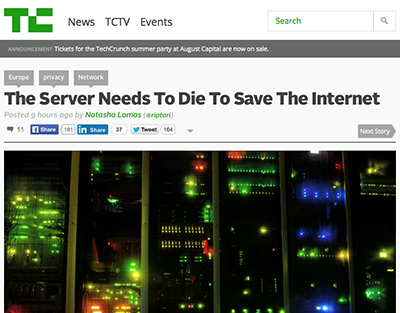 TC News TCTV Events Search
ANNOUNCEMENT Tickets for the TechCrunch summer party at August Capital are now on sale.
Europe privacy Network
The Server Needs To Die To Save The Internet
Posted 9 hours ago by Natasha Lomas (@riptari)
11 Share 181 Share 37 Tweet 164 Next Story